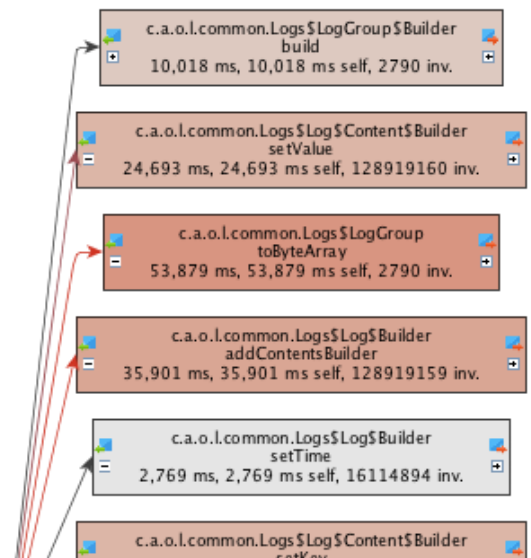 c.a.o.l.common.Logs$LogGroup$Builder
build
10,018 ms, 10,018 ms self, 2790 inv.
c.a.o.l.common.Logs$Log$Content$Builder
setValue
24,693 ms, 24,693 ms self, 128919160 inv.
c.a.o.l.common.Logs$LogGroup
toByteArray
53,879 ms, 53,879 ms self, 2790 inv.
c.a.o.l.common.Logs$Log$Builder
addContentsBuilder
35,901 ms, 35,901 ms self, 128919159 inv.
c.a.o.l.common.Logs$Log$Builder
setTime
2,769 ms, 2,769 ms self, 16114894 inv.
c.a.o.l.common.Logs$Log$Content$Builder
setKey